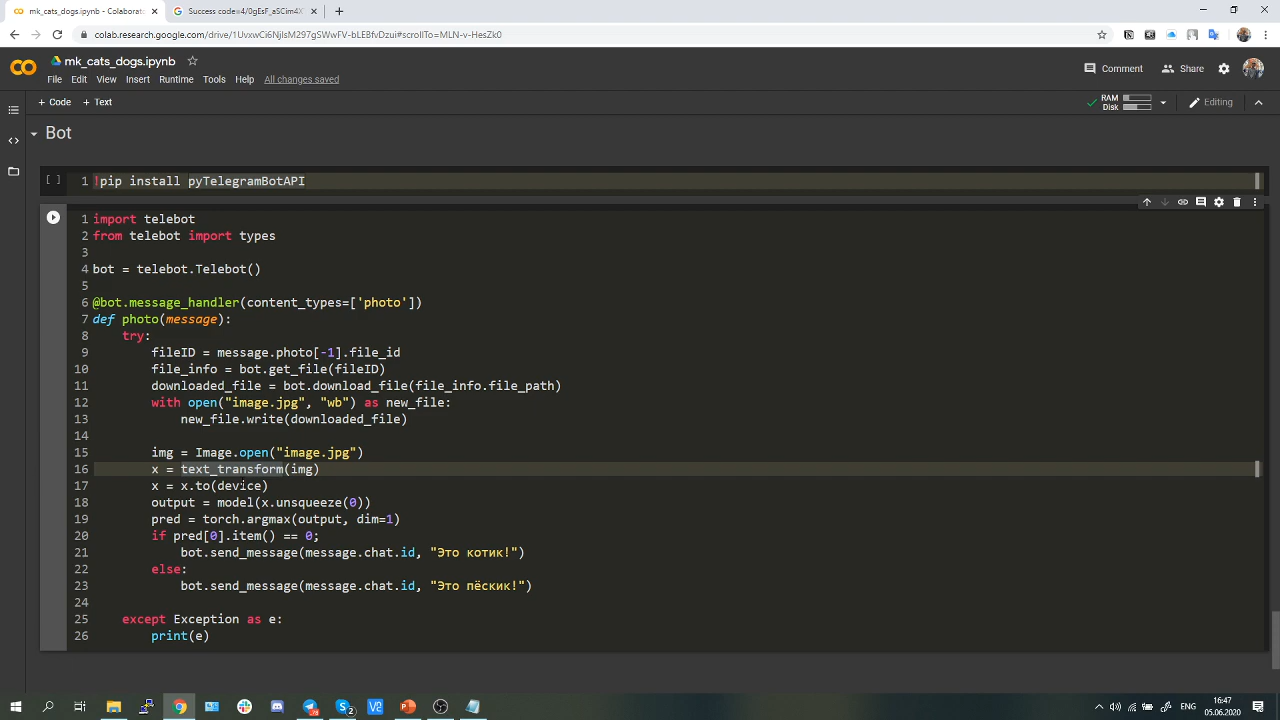 mk_cats_dogs.ipynb - Colaborato
Success code=4/0gEsF_aSCim4X
colab.research.google.com/drive/1UvxwCi6NjIsM297gSWwFV-bLEBfvDzui#scrollTo=MLN-v-HesZk0
mk_cats_dogs.ipynb
File Edit View Insert Runtime Tools Help All changes saved
Comment Share
+ Code + Text
RAM
Disk
Editing
Bot
[ ] 1 !pip install pyTelegramBotAPI
1 import telebot
2 from telebot import types
3
4 bot = telebot.Telebot()
5
6 @bot.message_handler(content_types=['photo'])
7 def photo(message):
8 try:
9 fileID = message.photo[-1].file_id
10 file_info = bot.get_file(fileID)
11 downloaded_file = bot.download_file(file_info.file_path)
12 with open("image.jpg", "wb") as new_file:
13 new_file.write(downloaded_file)
14
15 img = Image.open("image.jpg")
16 x = text_transform(img)
17 x = x.to(device)
18 output = model(x.unsqueeze(0))
19 pred = torch.argmax(output, dim=1)
20 if pred[0].item() == 0;
21 bot.send_message(message.chat.id, "Это котик!")
22 else:
23 bot.send_message(message.chat.id, "Это пёский!")
24
25 except Exception as e:
26 print(e)
16:47
05.06.2020